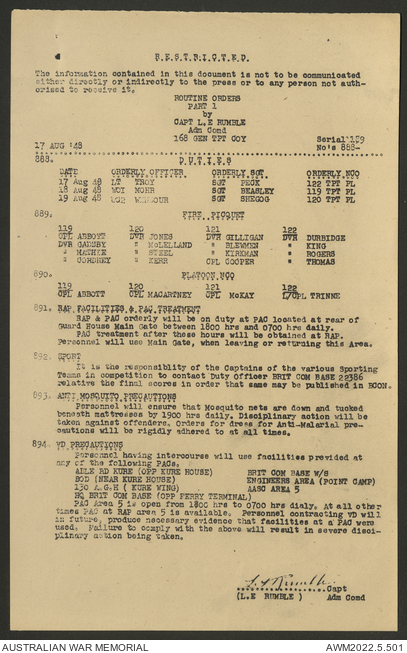 RESTRICTED.
The information contained in this document is not to be communicated
either directly or indirectly to the press or to any person not auth-
orised to receive it.
ROUTINE ORDERS
PART 1
by
CAPT L.E RUMBLE
Adm Comd
168 GEN TPT COY
Serial 159
17 AUG '48 No's 888-
888. DUTIES
DATE ORDERLY OFFICER ORDERLY SGT ORDERLY NCO
17 Aug 48 LT TROY SGT PECK 122 TPT PL
18 Aug 48 WO1 MOHR SGT BEASLEY 119 TPT PL
19 Aug 48 WO2 SGT SHEGOG 120 TPT PL
889. FIRE PICQUET
119 120 121 122
CPL ABBOTT DVR JONES DVR GILLIGAN DVR DURBIDGE
DVR GADSBY " McLELLAND " BLEWMEN " KING
" MATHIE " STEEL " KIRKMAN " ROGERS
" CORDREY " KERR CPL COOPER " THOMAS
890. PLATOON NCO
119 120 121 122
CPL ABBOTT CPL MACARTNEY CPL McKAY L/CPL TRINNE
891. RAP FACILITIES & PAC TREATMENT
RAP & PAC orderly will be on duty at PAC located at rear of
Guard House Main Gate between 1800 hrs and 0700 hrs daily.
PAC treatment after these hours will be obtained at RAP.
Personnel will use Main Gate, when leaving or returning this Area.
892. SPORT
It is the responsiblity of the Captains of the various Sporting
Teams in competition to contact Duty Officer BRIT COM BASE 22386
relative the final scores in order that same may be published in BCON.
893. ANTI MOSQUITO PRECAUTIONS
Personnel will ensure that Mosquito nets are down and tucked
beneath mattresses by 1900 hrs daily. Disciplinary action will be
taken against offenders. Orders for dress for Anti-Malarial pre-
cautions will be rigidly adhered to at all times.
894. VD PRECAUTIONS
Personnel having intercourse will use facilities provided at
any of the following PACs.
ABLE RD KURE (OPP KURE HOUSE) BRIT COM BASE W/S
BOD (NEAR KURE HOUSE) ENGINEERS AREA (POINT CAMP)
130 A.G.H ( KURE WING) AASC AREA 5
HQ BRIT COM BASE (OPP FERRY TERMINAL)
PAC Area 5 is open from 1800 hrs to 0700 hrs dialy. At all other
times PAC at RAP area 5 is available. Personnel contracting VD will
in future, produce necessary evidence that facilities at a PAC were
used. Failure to comply with the above will result in severe disci-
plinary action being taken.
L E Rumble
Capt
(L.E RUMBLE ) Adm Comd
AUSTRALIAN WAR MEMORIAL AWM2022.5.501